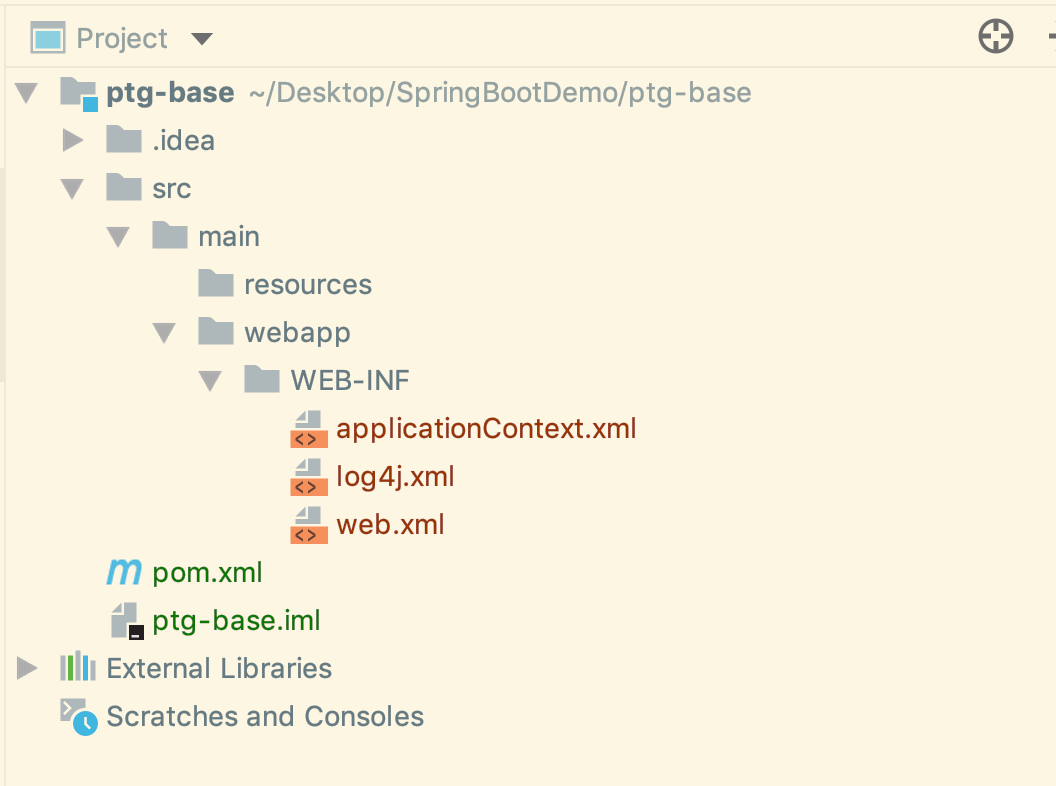 Project
ptg-base ~/Desktop/SpringBootDemo/ptg-base
.idea
src
main
resources
webapp
WEB-INF
applicationContext.xml
log4j.xml
web.xml
pom.xml
ptg-base.iml
External Libraries
Scratches and Consoles